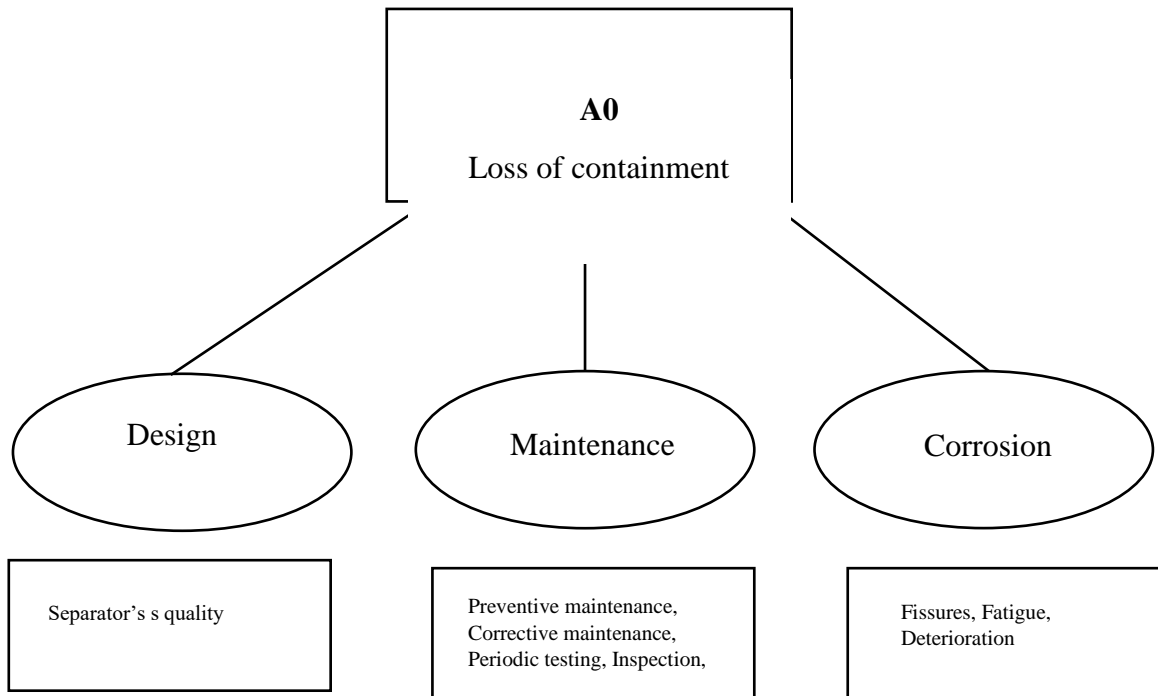 A0
Loss of containment
Design
Maintenance
Corrosion
Separator’s s quality
Preventive maintenance,
Corrective maintenance,
Periodic testing, Inspection,
Fissures, Fatigue,
Deterioration